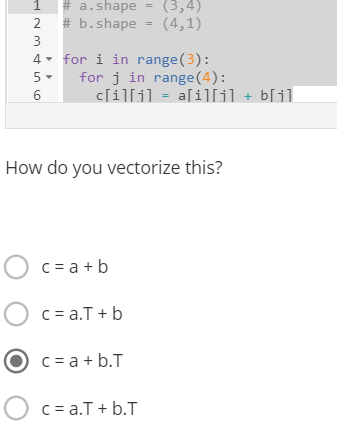 1 # a.shape = (3,4)
2 # b.shape = (4,1)
3
4 for i in range(3):
5 for j in range(4):
6 c[i][j] = a[i][j] + b[j]
How do you vectorize this?
c = a + b
c = a.T + b
c = a + b.T
c = a.T + b.T